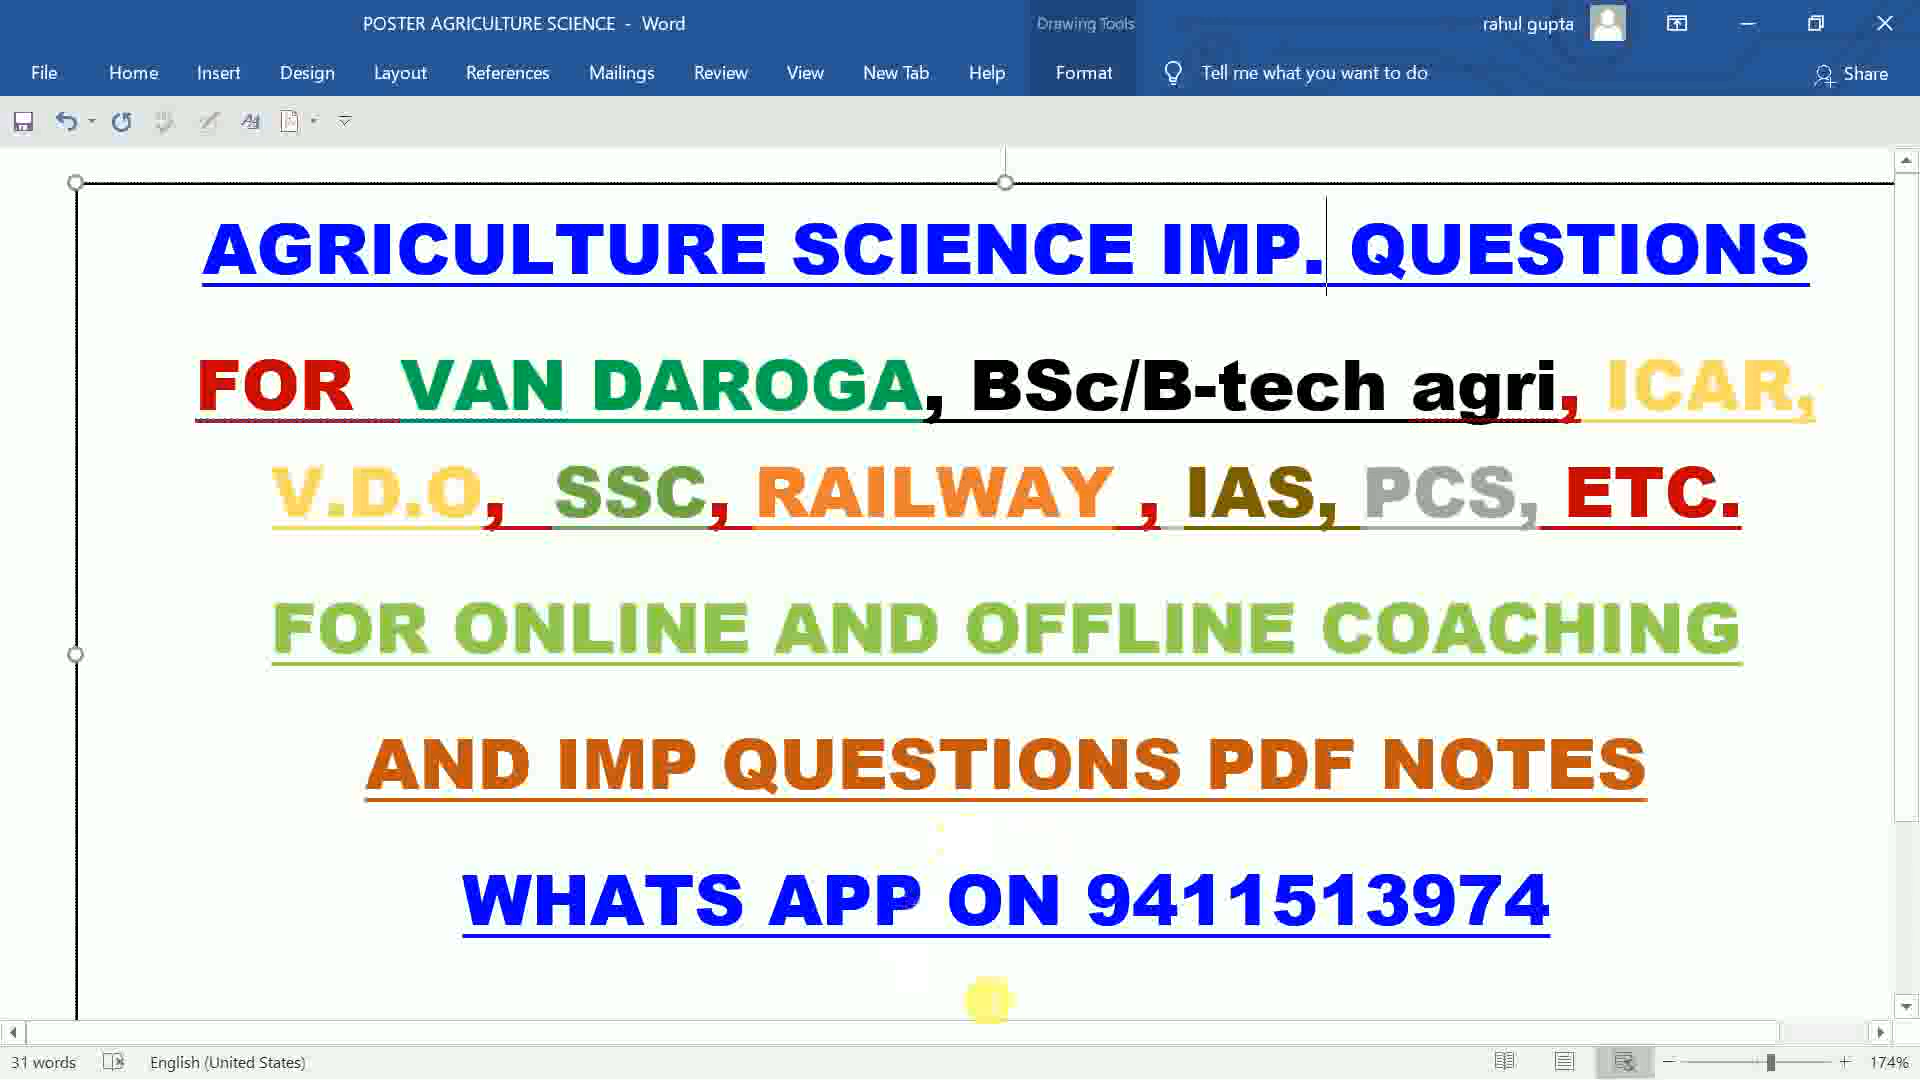 POSTER AGRICULTURE SCIENCE - Word
Drawing Tools
rahul gupta
File Home Insert Design Layout References Mailings Review View New Tab Help Format Tell me what you want to do Share
AGRICULTURE SCIENCE IMP. QUESTIONS
FOR VAN DAROGA, BSc/B-tech agri, ICAR,
V.D.O, SSC, RAILWAY , IAS, PCS, ETC.
FOR ONLINE AND OFFLINE COACHING
AND IMP QUESTIONS PDF NOTES
WHATS APP ON 9411513974
31 words English (United States) 174%